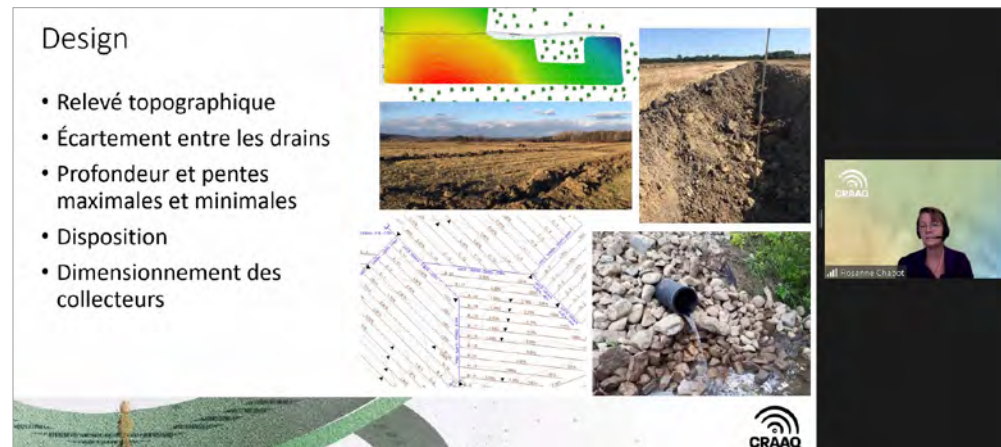 Design
• Relevé topographique
• Écartement entre les drains
• Profondeur et pentes
maximales et minimales
• Disposition
• Dimensionnement des
collecteurs
CRAAQ
CRAAQ
Rosanne Chabot